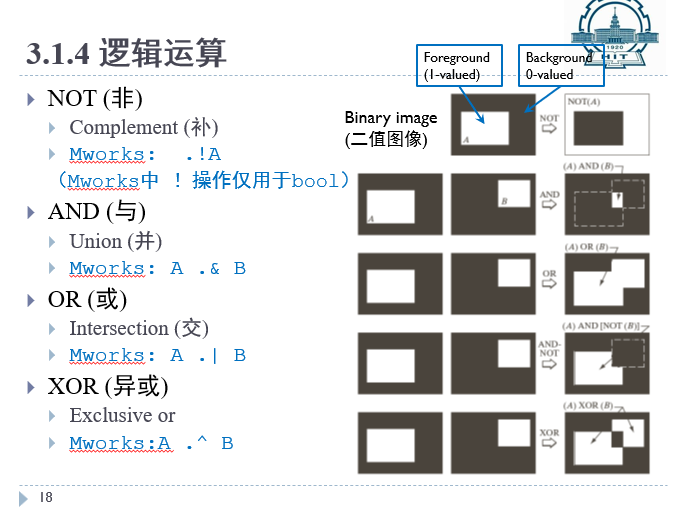 3.1.4 逻辑运算
1920
HIT
NOT (非)
Complement (补)
Mworks:  .!A
（Mworks中 ！操作仅用于bool）
AND (与)
Union (并)
Mworks: A .& B
OR (或)
Intersection (交)
Mworks: A .| B
XOR (异或)
Exclusive or
Mworks:A .^ B
Foreground
(1-valued)
Background
0-valued
Binary image
(二值图像)
A
NOT
NOT(A)
A
B
AND
(A) AND (B)
OR
(A) OR (B)
AND-
NOT
(A) AND [NOT (B)]
XOR
(A) XOR (B)
18